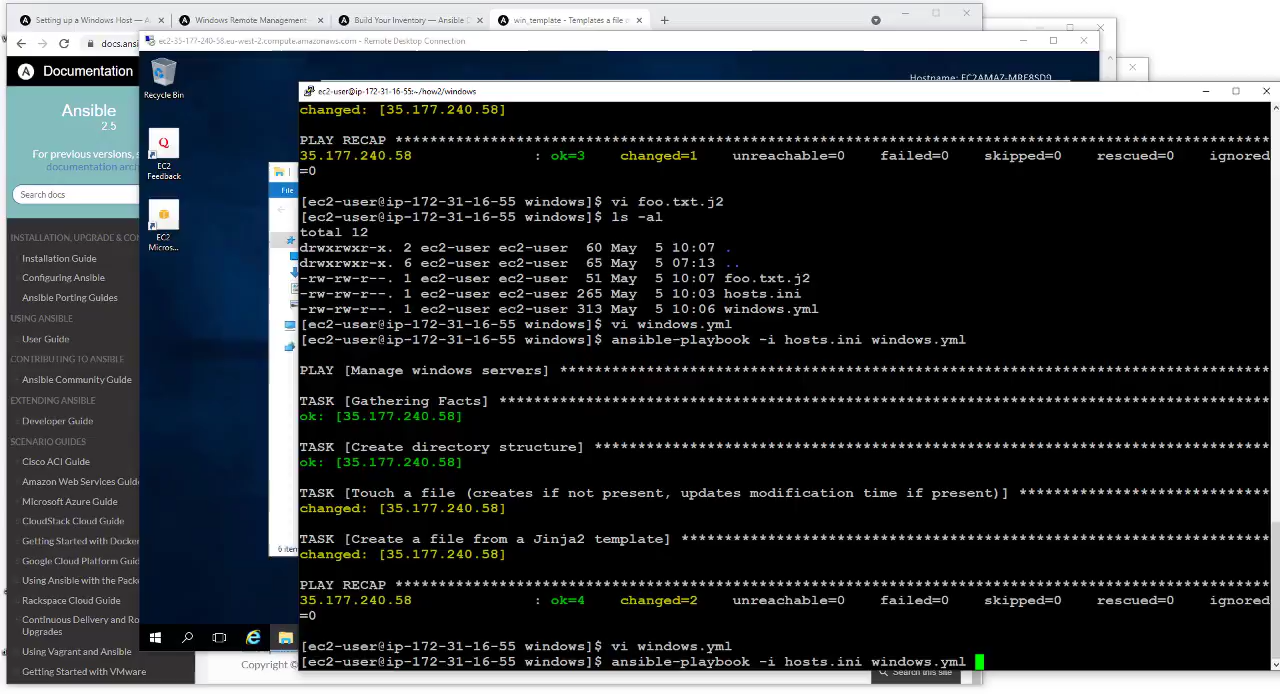 Setting up a Windows Host — A
Windows Remote Management
Build Your Inventory — Ansible D
win_template - Templates a file
docs.ansi
ec2-35-177-240-58.eu-west-2.compute.amazonaws.com - Remote Desktop Connection
Documentation
Hostname: EC2AMAZ-MRE8SD9
Ansible
2.5
For previous versions, s
documentation arch
Search docs
INSTALLATION, UPGRADE & CON
Installation Guide
Configuring Ansible
Ansible Porting Guides
USING ANSIBLE
User Guide
CONTRIBUTING TO ANSIBLE
Ansible Community Guide
EXTENDING ANSIBLE
Developer Guide
SCENARIO GUIDES
Cisco ACI Guide
Amazon Web Services Guide
Microsoft Azure Guide
CloudStack Cloud Guide
Getting Started with Docker
Google Cloud Platform Guid
Using Ansible with the Packe
Rackspace Cloud Guide
Continuous Delivery and Ro
Upgrades
Using Vagrant and Ansible
Getting Started with VMware
Recycle Bin
EC2
Feedback
EC2
Micros...
File
6 item
Copyright ©
Search this site
ec2-user@ip-172-31-16-55:~/how2/windows
changed: [35.177.240.58]
PLAY RECAP *********************************************************************
35.177.240.58 : ok=3 changed=1 unreachable=0 failed=0 skipped=0 rescued=0 ignored
=0
[ec2-user@ip-172-31-16-55 windows]$ vi foo.txt.j2
[ec2-user@ip-172-31-16-55 windows]$ ls -al
total 12
drwxrwxr-x. 2 ec2-user ec2-user 60 May 5 10:07 .
drwxrwxr-x. 6 ec2-user ec2-user 65 May 5 07:13 ..
-rw-rw-r--. 1 ec2-user ec2-user 51 May 5 10:07 foo.txt.j2
-rw-rw-r--. 1 ec2-user ec2-user 265 May 5 10:03 hosts.ini
-rw-rw-r--. 1 ec2-user ec2-user 313 May 5 10:06 windows.yml
[ec2-user@ip-172-31-16-55 windows]$ vi windows.yml
[ec2-user@ip-172-31-16-55 windows]$ ansible-playbook -i hosts.ini windows.yml
PLAY [Manage windows servers] **************************************************
TASK [Gathering Facts] *********************************************************
ok: [35.177.240.58]
TASK [Create directory structure] **********************************************
ok: [35.177.240.58]
TASK [Touch a file (creates if not present, updates modification time if present)] *****************************
changed: [35.177.240.58]
TASK [Create a file from a Jinja2 template] ************************************
changed: [35.177.240.58]
PLAY RECAP *********************************************************************
35.177.240.58 : ok=4 changed=2 unreachable=0 failed=0 skipped=0 rescued=0 ignored
=0
[ec2-user@ip-172-31-16-55 windows]$ vi windows.yml
[ec2-user@ip-172-31-16-55 windows]$ ansible-playbook -i hosts.ini windows.yml